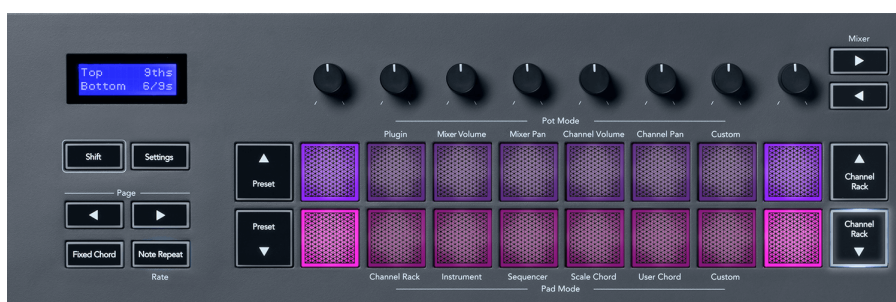 Mixer
Top 9ths
Bottom 6/9s
Pot Mode
Plugin Mixer Volume Mixer Pan Channel Volume Channel Pan Custom
Shift Settings
Preset
Channel
Rack
Page
Preset
Channel
Rack
Fixed Chord Note Repeat
Rate
Channel Rack Instrument Sequencer Scale Chord User Chord Custom
Pad Mode